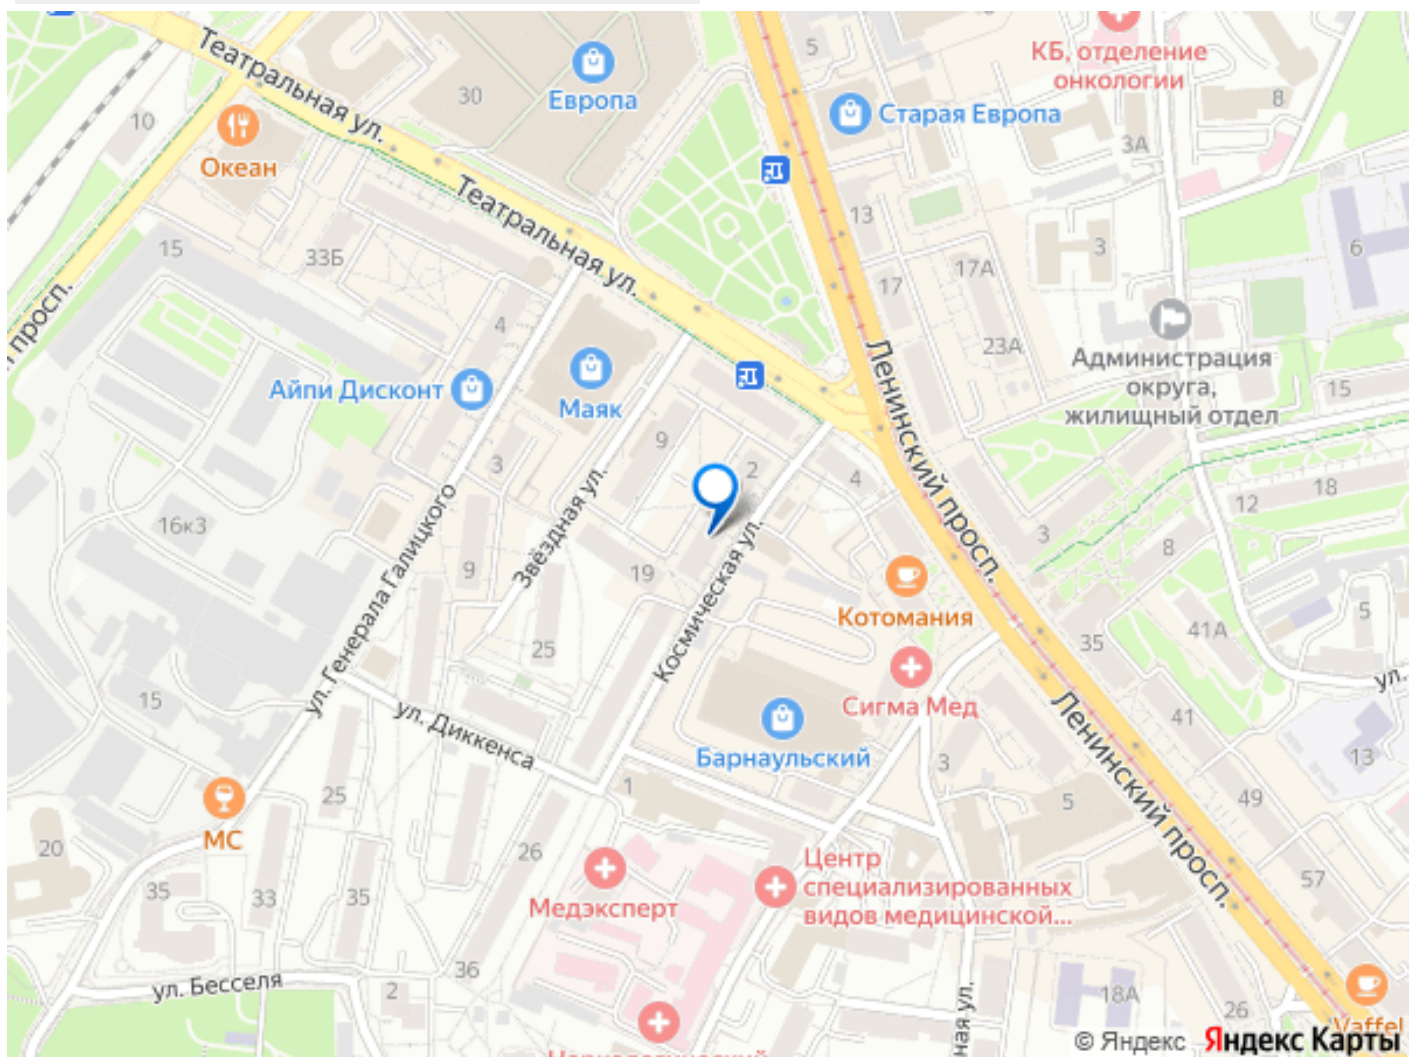 КБ, отделение
онкологии
Театральная ул.
5
30
Европа
8
Старая Европа
10
3А
Океан
Театральная ул.
13
15
33Б
3
6
17А
17
просп.
4
Ленинский просп.
23А
Администрация
округа,
жилищный отдел
15
Айпи Дисконт
Маяк
9
3
2
4
18
12
16к3
ул. Генерала Галицкого
Звёздная ул.
Космическая ул.
3
8
9
19
Котомания
5
41А
35
25
ул.
Сигма Мед
15
ул. Диккенса
Ленинский просп.
41
Барнаульский
13
3
1
25
5
49
МС
20
26
Центр
специализированных
видов медицинской...
57
35
33
35
Медэксперт
36
ул. Бесселя
2
18А
26
ная ул.
Vaffel
© Яндекс Яндекс Карты